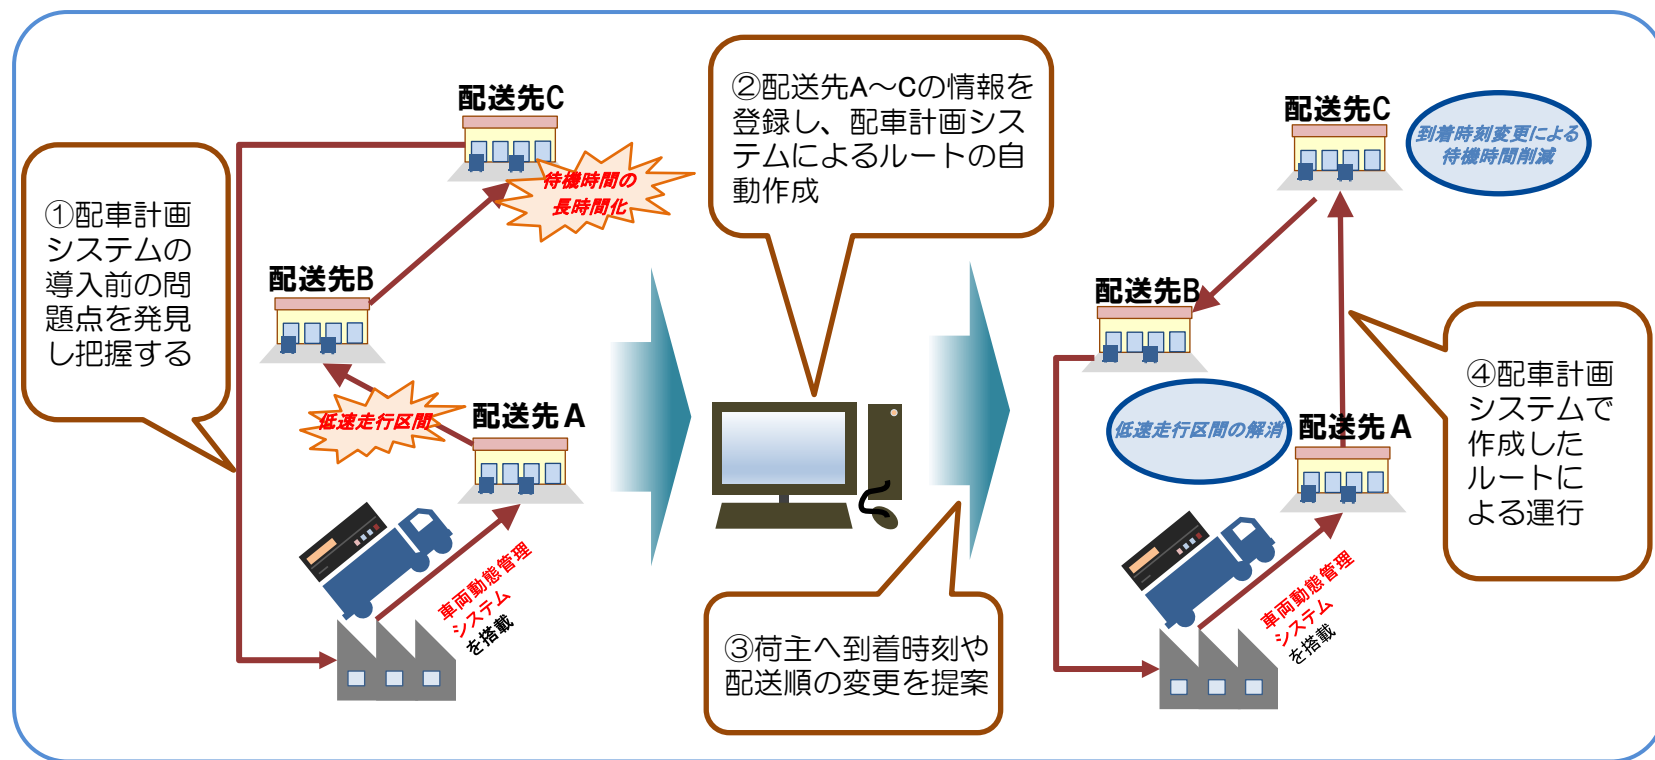 ①配車計画
システムの
導入前の問
題点を発見
し把握する
配送先C
待機時間の
長時間化
配送先B
低速走行区間
配送先A
車両動態管理
システム
を搭載
②配送先A～Cの情報を
登録し、配車計画シス
テムによるルートの自
動作成
③荷主へ到着時刻や
配送順の変更を提案
配送先C
到着時刻変更による
待機時間削減
配送先B
低速走行区間の解消
配送先A
車両動態管理
システム
を搭載
④配車計画
システムで
作成した
ルートに
よる運行